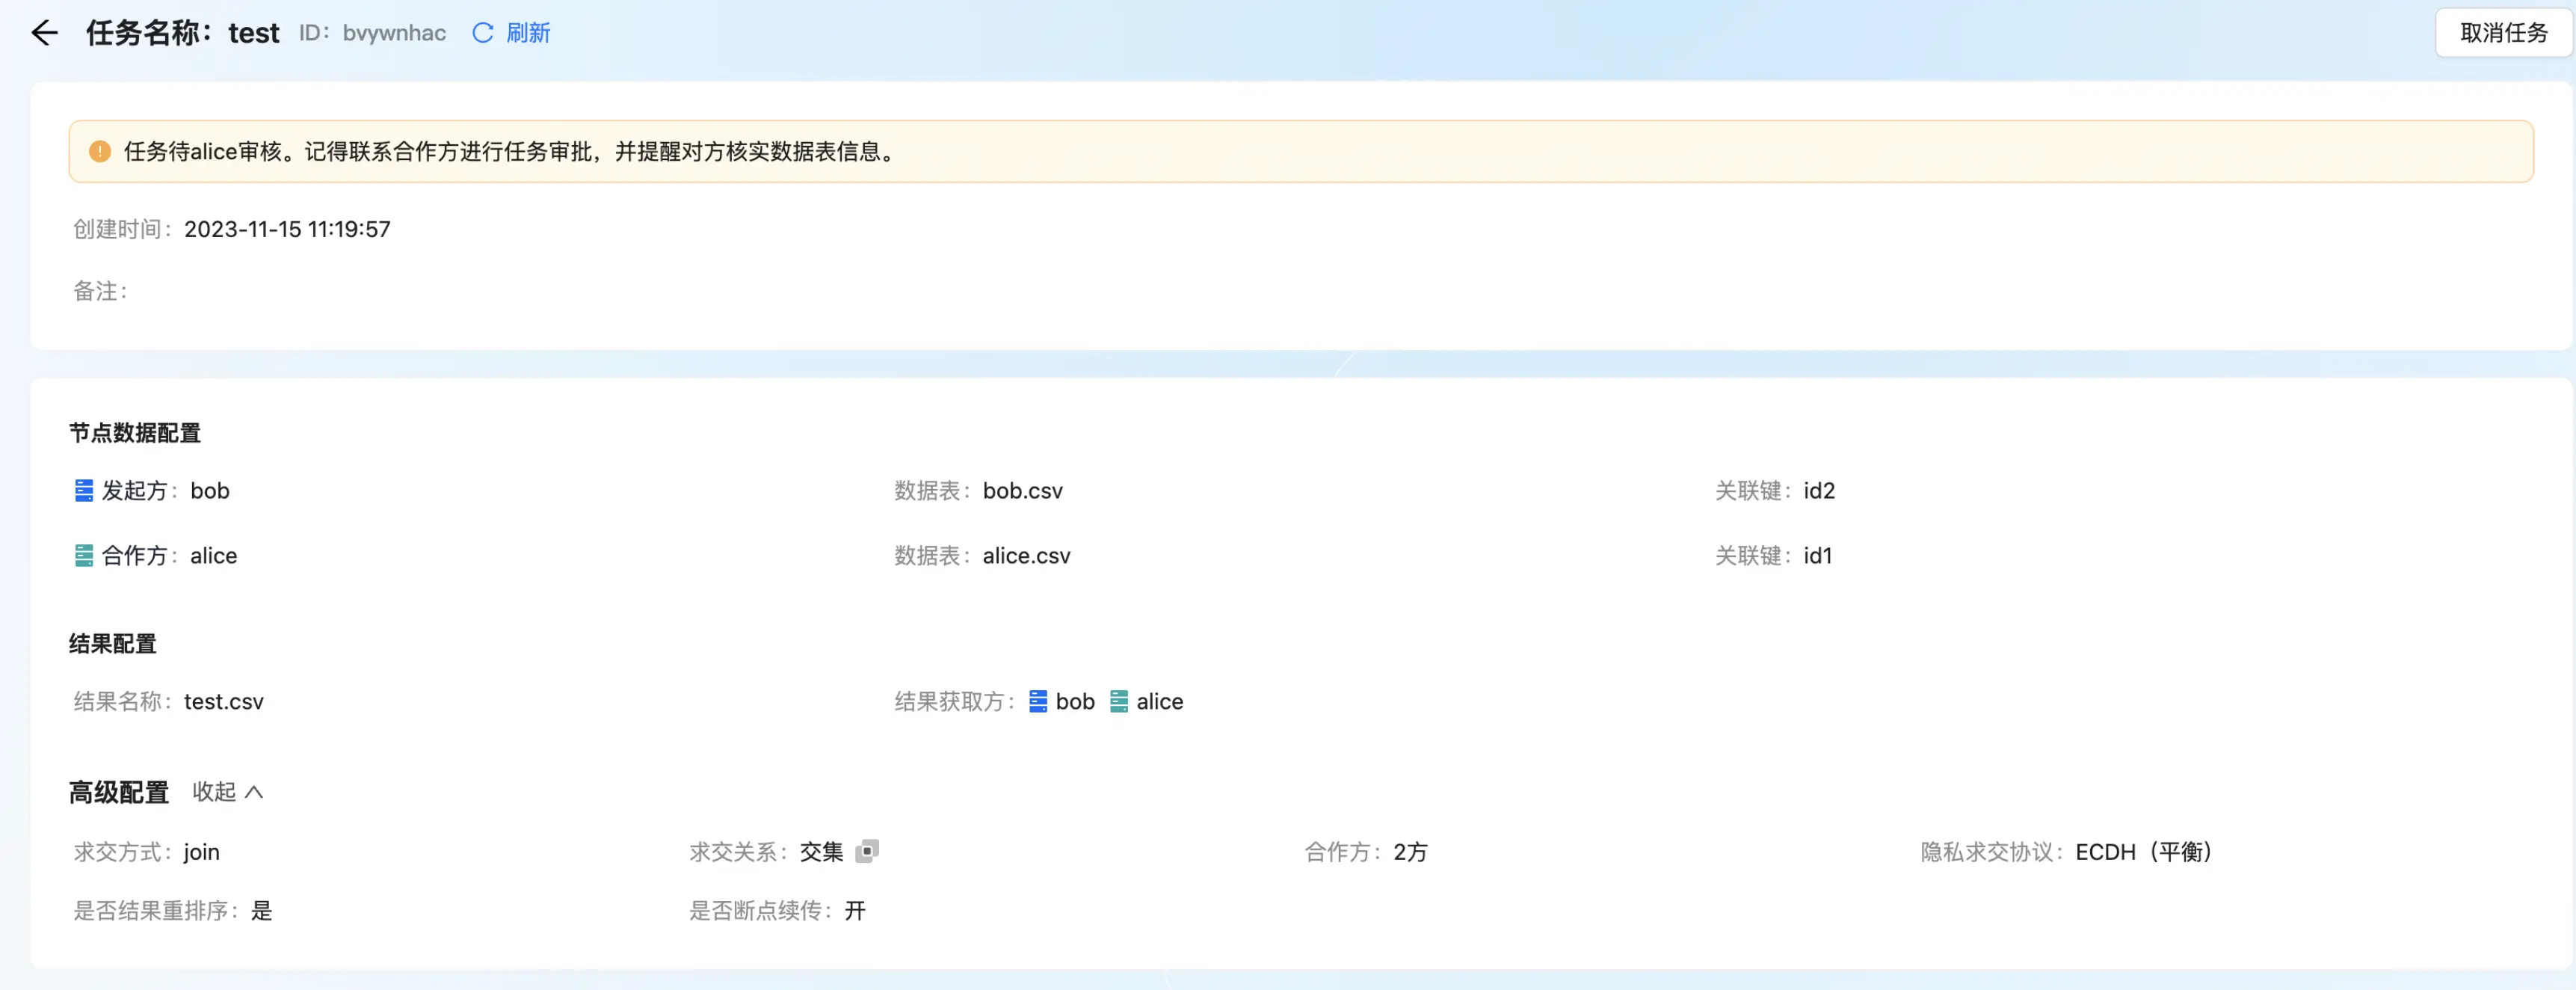 任务名称：test ID：bvywnhac 刷新 取消任务
任务待alice审核。记得联系合作方进行任务审批，并提醒对方核实数据表信息。
创建时间：2023-11-15 11:19:57
备注：
节点数据配置
发起方：bob 数据表：bob.csv 关联键：id2
合作方：alice 数据表：alice.csv 关联键：id1
结果配置
结果名称：test.csv 结果获取方：bob alice
高级配置 收起
求交方式：join 求交关系：交集 合作方：2方 隐私求交协议：ECDH（平衡）
是否结果重排序：是 是否断点续传：开